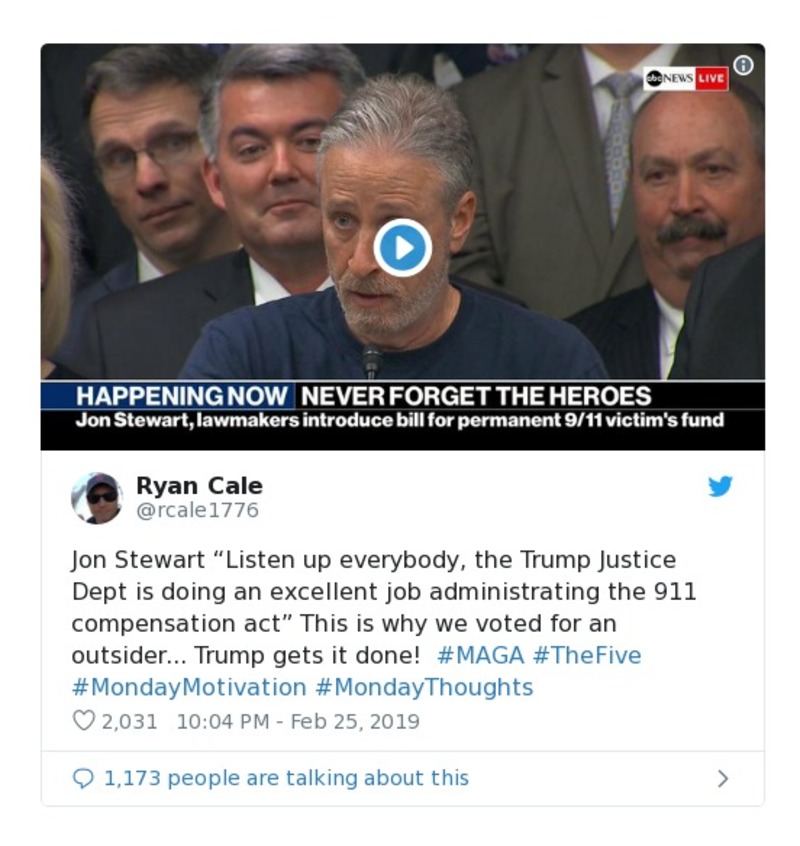 abc NEWS LIVE
HAPPENING NOW NEVER FORGET THE HEROES
Jon Stewart, lawmakers introduce bill for permanent 9/11 victim's fund
Ryan Cale
@rcale1776
Jon Stewart “Listen up everybody, the Trump Justice
Dept is doing an excellent job administrating the 911
compensation act” This is why we voted for an
outsider... Trump gets it done! #MAGA #TheFive
#MondayMotivation #MondayThoughts
2,031 10:04 PM - Feb 25, 2019
1,173 people are talking about this